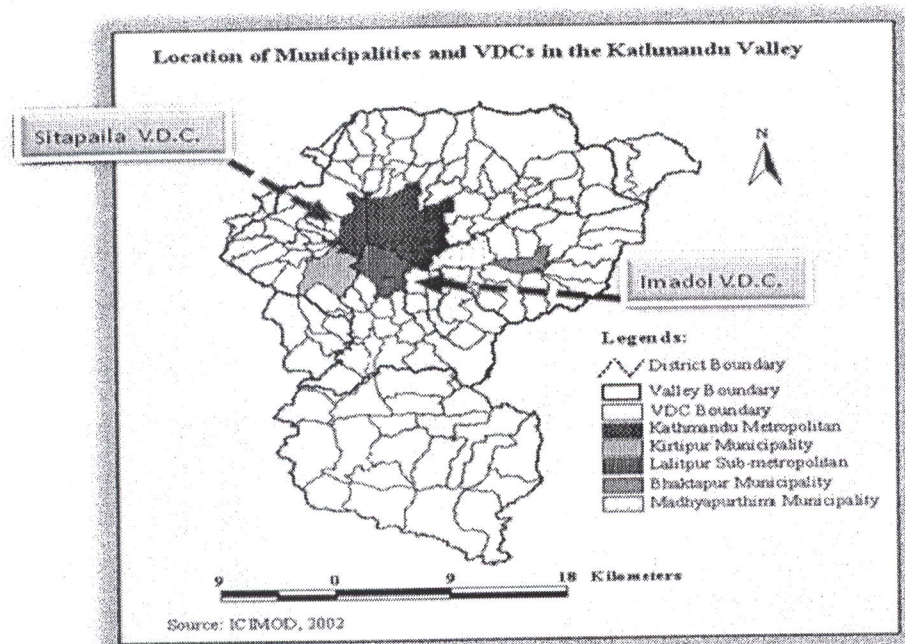 Location of Municipalities and VDCs in the Kathmandu Valley
Sitapaila V.D.C.
N
Imadol V.D.C.
Legends:
District Boundary
Valley Boundary
VDC Boundary
Kathmandu Metropolitan
Kirtipur Municipality
Lalitpur Sub-metropolitan
Bhaktapur Municipality
Madhyapurthimi Municipality
9 0 9 18 Kilometers
Source: ICIMOD, 2002